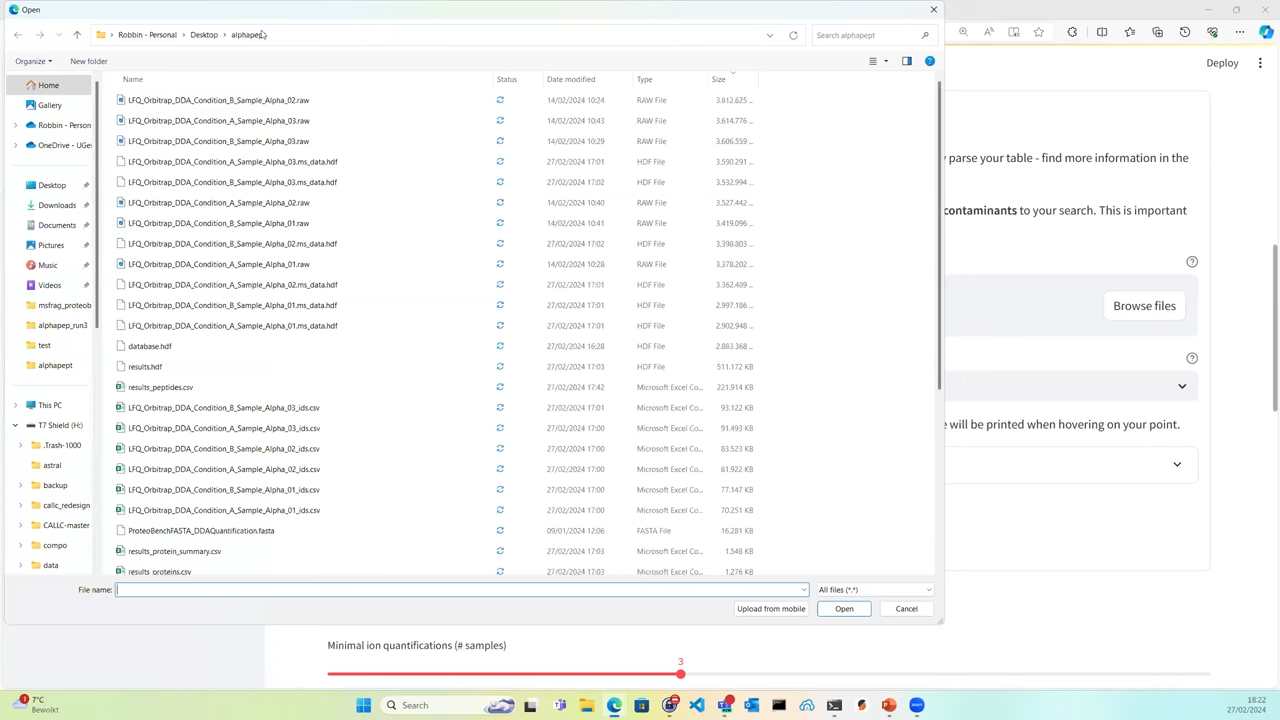 Open
Robbin - Personal > Desktop > alphapept
Search alphapept
Organize
New folder
Home
Gallery
Robbin - Person
OneDrive - UGe
Desktop
Downloads
Documents
Pictures
Music
Videos
msfrag_proteob
alphapep_run3
test
alphapept
This PC
T7 Shield (H:)
.Trash-1000
astral
backup
callc_redesign
CALLC-master
compo
data
Name Status Date modified Type Size
LFQ_Orbitrap_DDA_Condition_B_Sample_Alpha_02.raw 14/02/2024 10:24 RAW File 3.812.625 ...
LFQ_Orbitrap_DDA_Condition_A_Sample_Alpha_03.raw 14/02/2024 10:43 RAW File 3.614.776 ...
LFQ_Orbitrap_DDA_Condition_B_Sample_Alpha_03.raw 14/02/2024 10:29 RAW File 3.606.559 ...
LFQ_Orbitrap_DDA_Condition_A_Sample_Alpha_03.ms_data.hdf 27/02/2024 17:01 HDF File 3.590.291 ...
LFQ_Orbitrap_DDA_Condition_B_Sample_Alpha_03.ms_data.hdf 27/02/2024 17:02 HDF File 3.532.994 ...
LFQ_Orbitrap_DDA_Condition_A_Sample_Alpha_02.raw 14/02/2024 10:40 RAW File 3.527.442 ...
LFQ_Orbitrap_DDA_Condition_B_Sample_Alpha_01.raw 14/02/2024 10:41 RAW File 3.419.096 ...
LFQ_Orbitrap_DDA_Condition_B_Sample_Alpha_02.ms_data.hdf 27/02/2024 17:02 HDF File 3.398.803 ...
LFQ_Orbitrap_DDA_Condition_A_Sample_Alpha_01.raw 14/02/2024 10:28 RAW File 3.378.202 ...
LFQ_Orbitrap_DDA_Condition_A_Sample_Alpha_02.ms_data.hdf 27/02/2024 17:01 HDF File 3.362.489 ...
LFQ_Orbitrap_DDA_Condition_B_Sample_Alpha_01.ms_data.hdf 27/02/2024 17:01 HDF File 2.997.186 ...
LFQ_Orbitrap_DDA_Condition_A_Sample_Alpha_01.ms_data.hdf 27/02/2024 17:01 HDF File 2.902.948 ...
database.hdf 27/02/2024 16:28 HDF File 2.883.368 ...
results.hdf 27/02/2024 17:03 HDF File 511.172 KB
results_peptides.csv 27/02/2024 17:42 Microsoft Excel Co... 221.914 KB
LFQ_Orbitrap_DDA_Condition_B_Sample_Alpha_03_ids.csv 27/02/2024 17:01 Microsoft Excel Co... 93.122 KB
LFQ_Orbitrap_DDA_Condition_A_Sample_Alpha_03_ids.csv 27/02/2024 17:00 Microsoft Excel Co... 91.493 KB
LFQ_Orbitrap_DDA_Condition_B_Sample_Alpha_02_ids.csv 27/02/2024 17:00 Microsoft Excel Co... 83.523 KB
LFQ_Orbitrap_DDA_Condition_A_Sample_Alpha_02_ids.csv 27/02/2024 17:00 Microsoft Excel Co... 81.922 KB
LFQ_Orbitrap_DDA_Condition_B_Sample_Alpha_01_ids.csv 27/02/2024 17:00 Microsoft Excel Co... 77.147 KB
LFQ_Orbitrap_DDA_Condition_A_Sample_Alpha_01_ids.csv 27/02/2024 17:00 Microsoft Excel Co... 70.251 KB
ProteoBenchFASTA_DDAQuantification.fasta 09/01/2024 12:06 FASTA File 16.281 KB
results_protein_summary.csv 27/02/2024 17:03 Microsoft Excel Co... 1.548 KB
results_proteins.csv 27/02/2024 17:03 Microsoft Excel Co... 1.276 KB
File name:
All files (*.*)
Upload from mobile
Open
Cancel
Deploy
y parse your table - find more information in the
contaminants to your search. This is important
Browse files
e will be printed when hovering on your point.
Minimal ion quantifications (# samples)
3
7°C
Bewolkt
Search
18:22
27/02/2024